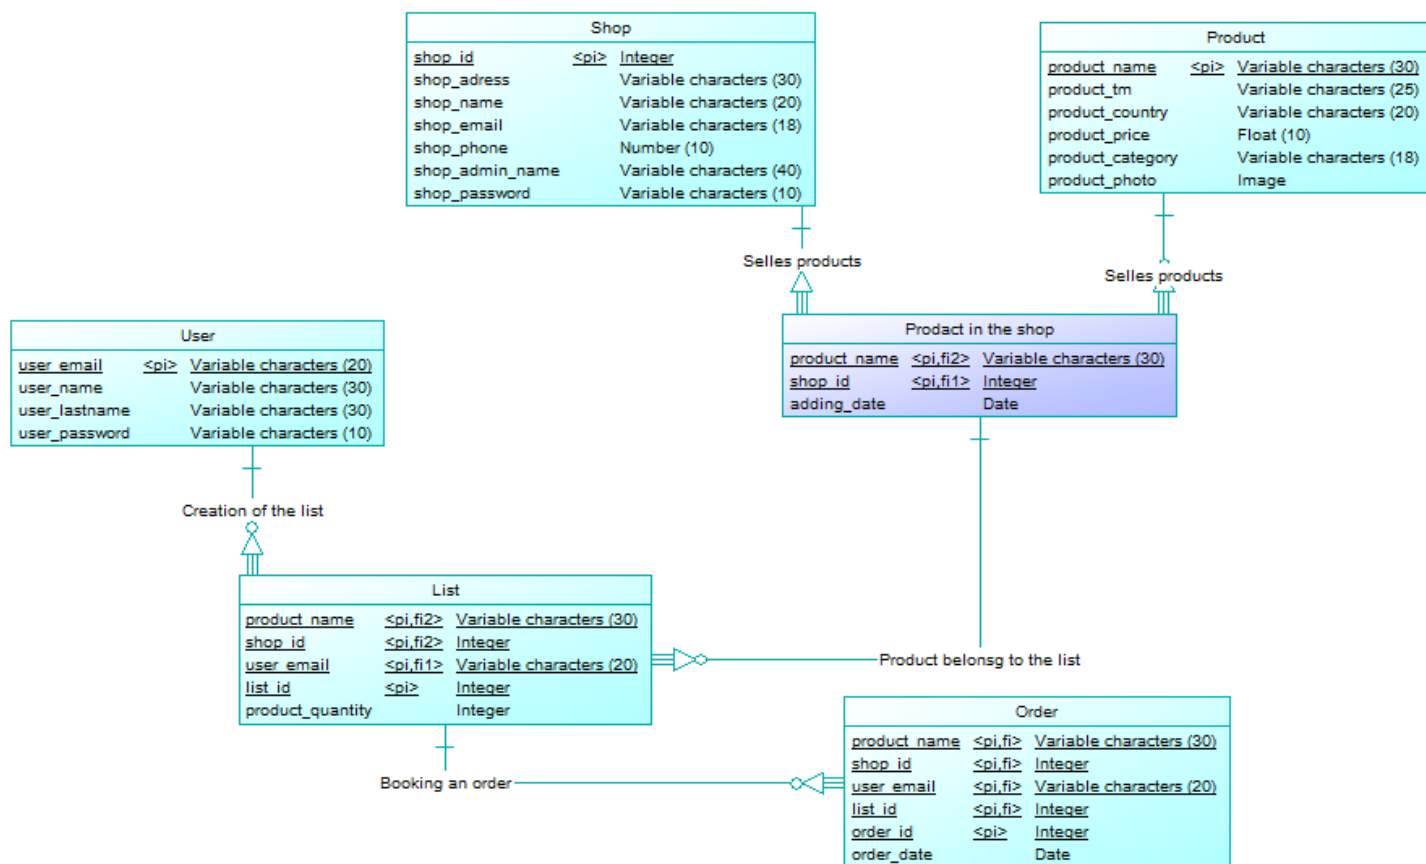 Shop
shop_id <pi> Integer
shop_adress Variable characters (30)
shop_name Variable characters (20)
shop_email Variable characters (18)
shop_phone Number (10)
shop_admin_name Variable characters (40)
shop_password Variable characters (10)
Product
product_name <pi> Variable characters (30)
product_tm Variable characters (25)
product_country Variable characters (20)
product_price Float (10)
product_category Variable characters (18)
product_photo Image
Selles products
Selles products
Prodact in the shop
product_name <pi,fi2> Variable characters (30)
shop_id <pi,fi1> Integer
adding_date Date
User
user_email <pi> Variable characters (20)
user_name Variable characters (30)
user_lastname Variable characters (30)
user_password Variable characters (10)
Creation of the list
List
product_name <pi,fi2> Variable characters (30)
shop_id <pi,fi2> Integer
user_email <pi,fi1> Variable characters (20)
list_id <pi> Integer
product_quantity Integer
Product belonsg to the list
Booking an order
Order
product_name <pi,fi> Variable characters (30)
shop_id <pi,fi> Integer
user_email <pi,fi> Variable characters (20)
list_id <pi,fi> Integer
order_id <pi> Integer
order_date Date